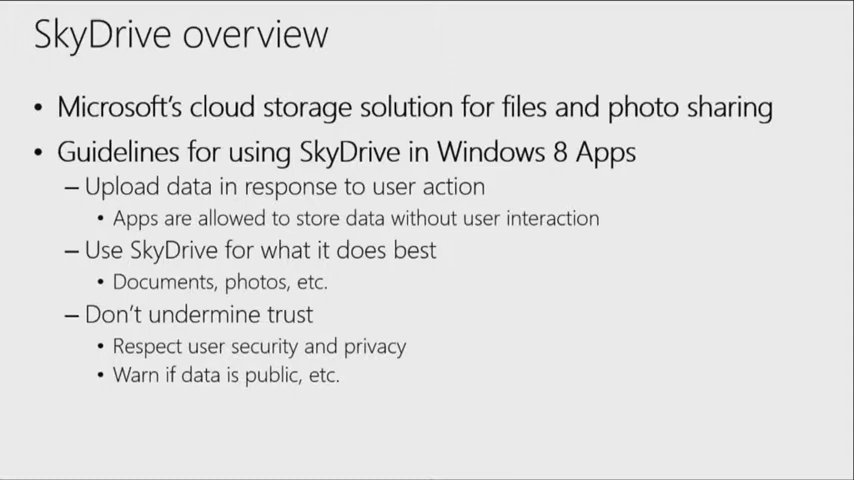 SkyDrive overview
• Microsoft's cloud storage solution for files and photo sharing
• Guidelines for using SkyDrive in Windows 8 Apps
– Upload data in response to user action
• Apps are allowed to store data without user interaction
– Use SkyDrive for what it does best
• Documents, photos, etc.
– Don't undermine trust
• Respect user security and privacy
• Warn if data is public, etc.